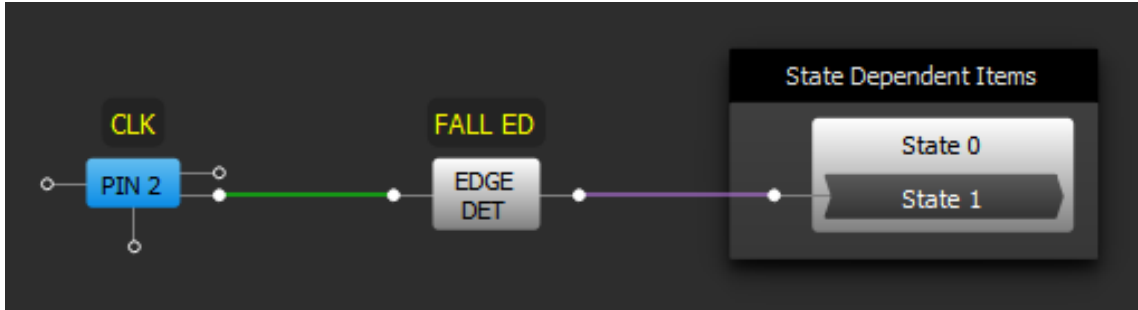 CLK
PIN 2
FALL ED
EDGE
DET
State Dependent Items
State 0
State 1